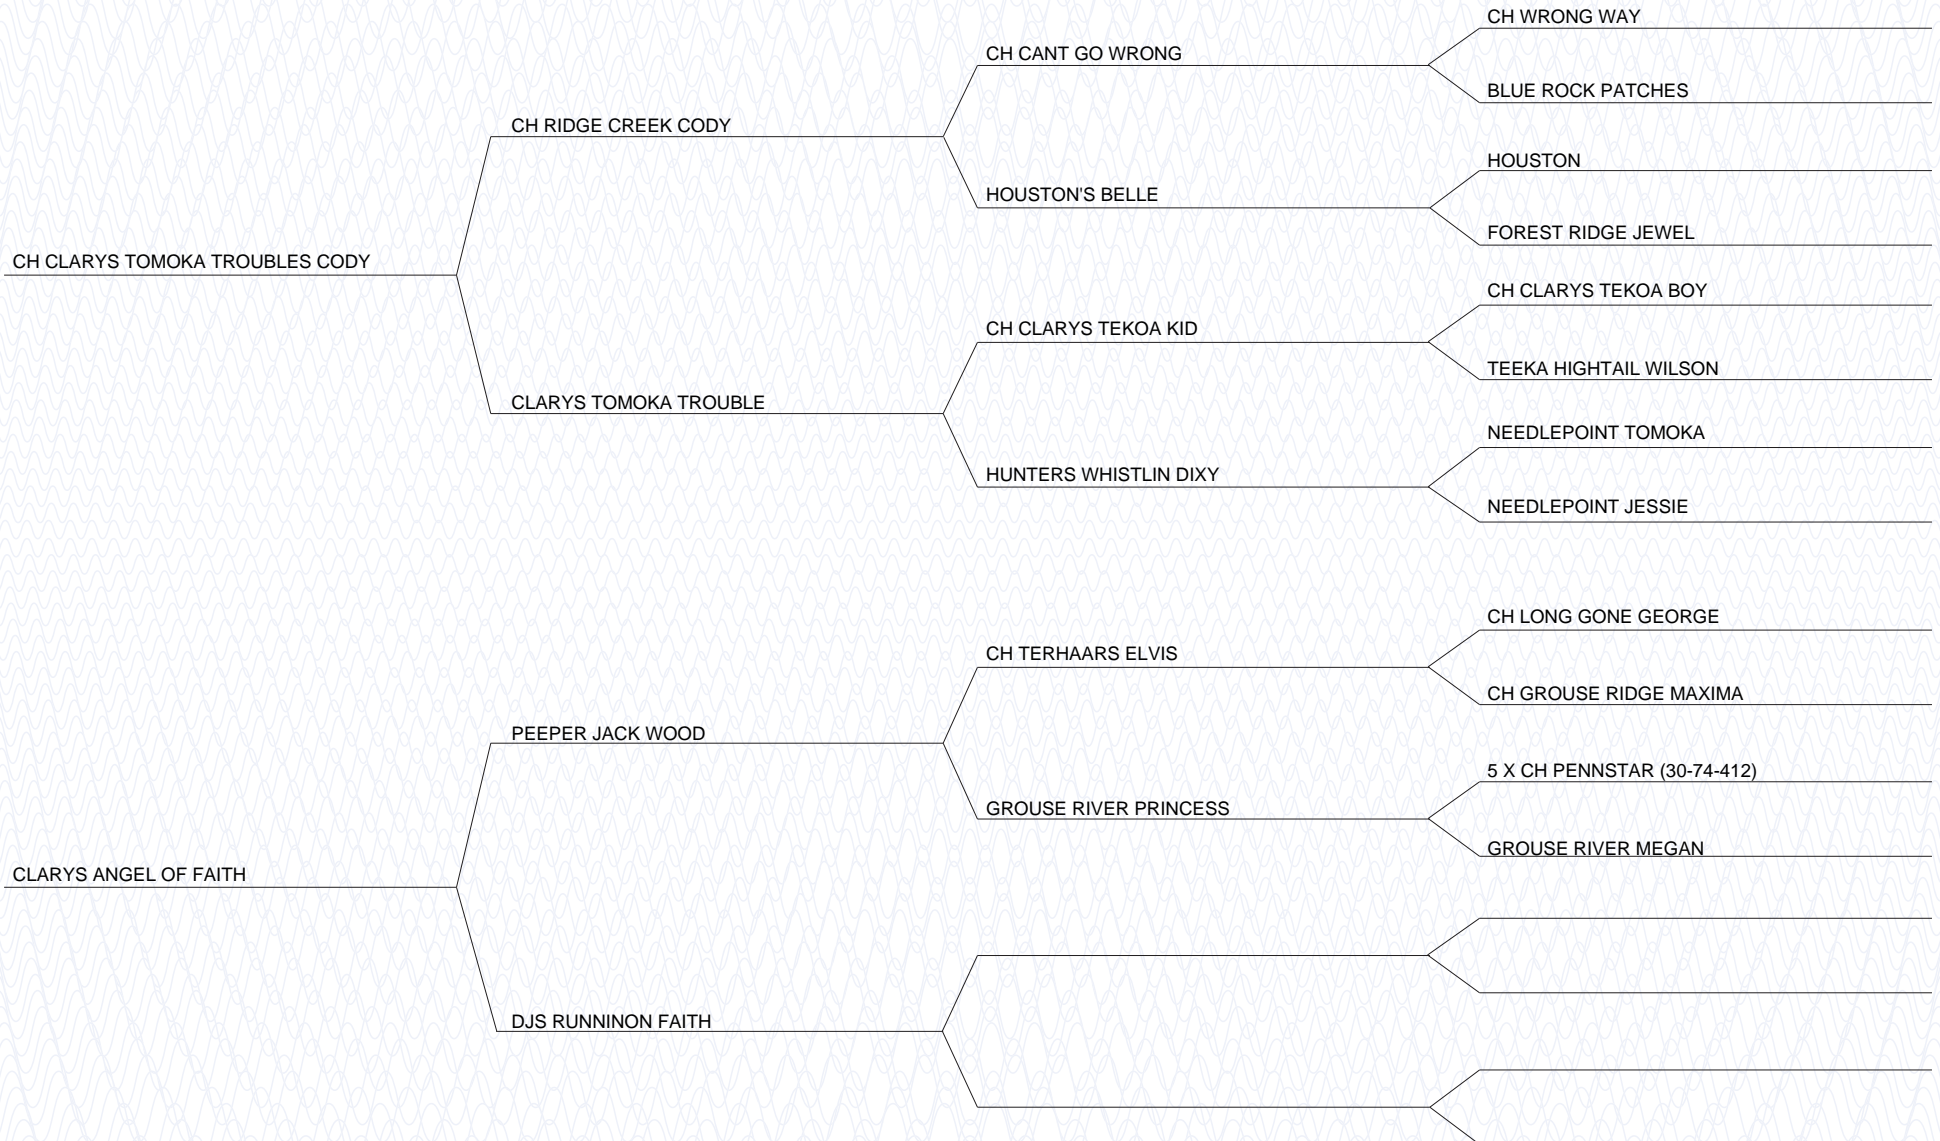 CH WRONG WAY
CH CANT GO WRONG
BLUE ROCK PATCHES
CH RIDGE CREEK CODY
HOUSTON
HOUSTON'S BELLE
FOREST RIDGE JEWEL
CH CLARYS TOMOKA TROUBLES CODY
CH CLARYS TEKOA BOY
CH CLARYS TEKOA KID
TEEKA HIGHTAIL WILSON
CLARYS TOMOKA TROUBLE
NEEDLEPOINT TOMOKA
HUNTERS WHISTLIN DIXY
NEEDLEPOINT JESSIE
CH LONG GONE GEORGE
CH TERHAARS ELVIS
CH GROUSE RIDGE MAXIMA
PEEPER JACK WOOD
5 X CH PENNSTAR (30-74-412)
GROUSE RIVER PRINCESS
GROUSE RIVER MEGAN
CLARYS ANGEL OF FAITH
DJS RUNNINON FAITH